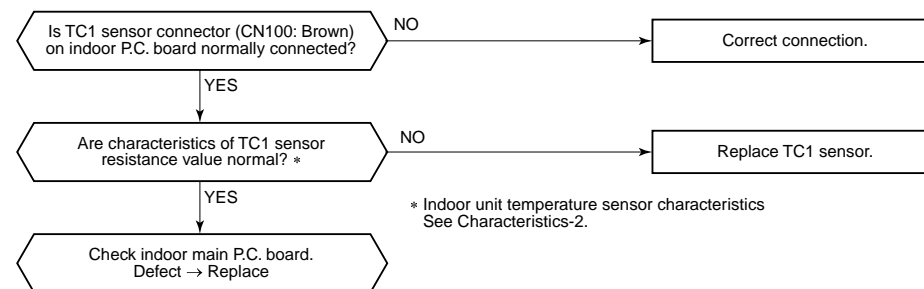 Is TC1 sensor connector (CN100: Brown)
on indoor P.C. board normally connected?
NO
Correct connection.
YES
Are characteristics of TC1 sensor
resistance value normal? ∗
NO
Replace TC1 sensor.
YES
∗ Indoor unit temperature sensor characteristics
See Characteristics-2.
Check indoor main P.C. board.
Defect → Replace